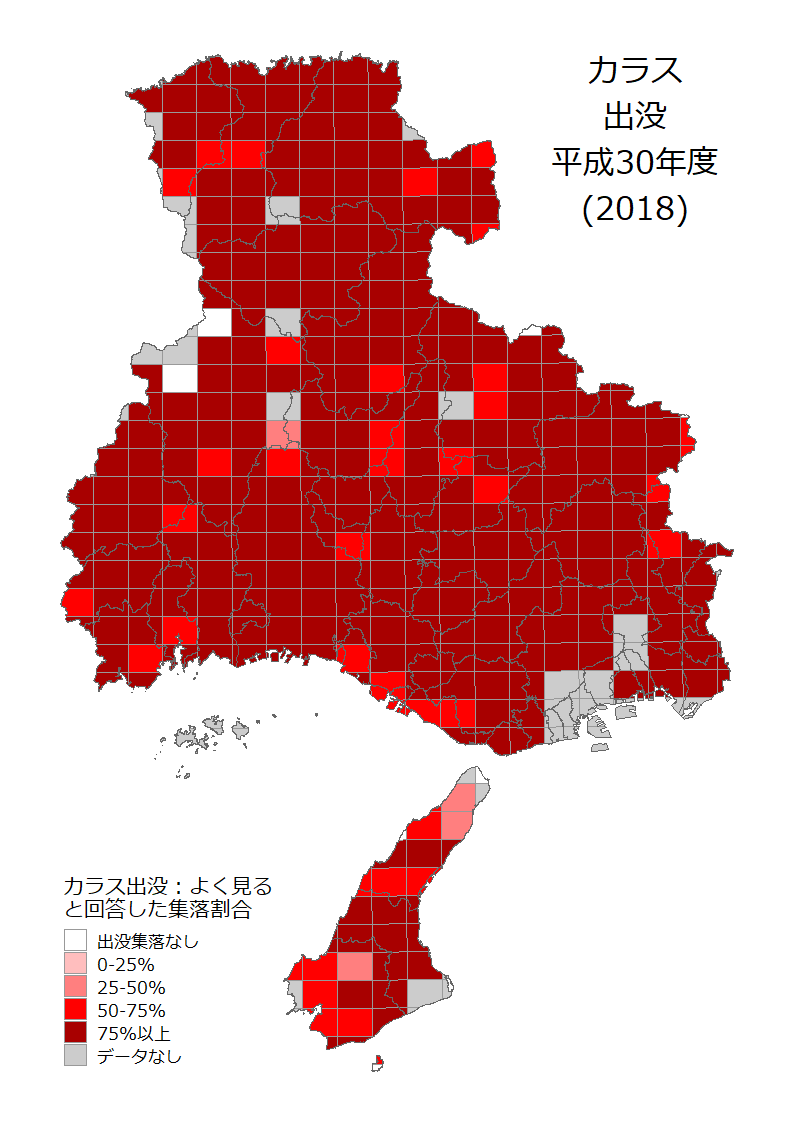 カラス
出没
平成30年度
(2018)
カラス出没：よく見る
と回答した集落割合
出没集落なし
0-25%
25-50%
50-75%
75%以上
データなし